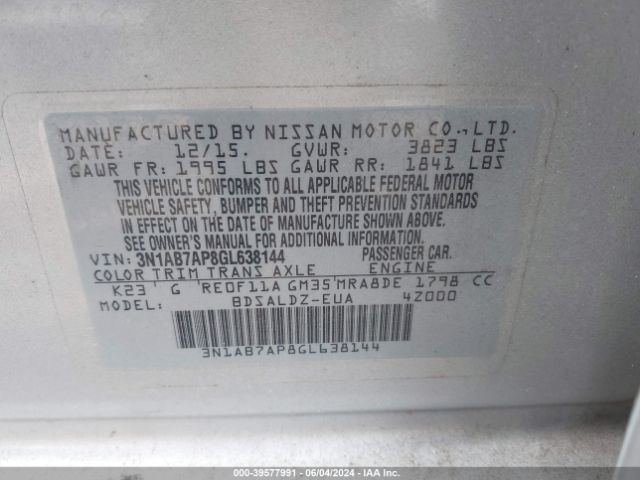 MANUFACTURED BY NISSAN MOTOR CO.,LTD.
DATE: 12/15. GVWR: 3823 LBS
GAWR FR: 1995 LBS GAWR RR: 1841 LBS
THIS VEHICLE CONFORMS TO ALL APPLICABLE FEDERAL MOTOR
VEHICLE SAFETY, BUMPER AND THEFT PREVENTION STANDARDS
IN EFFECT ON THE DATE OF MANUFACTURE SHOWN ABOVE.
SEE OWNER'S MANUAL FOR ADDITIONAL INFORMATION.
VIN: 3N1AB7AP8GL638144 PASSENGER CAR.
COLOR TRIM TRANS AXLE ENGINE
K23 G RE0F11A GM35 MRA8DE 1798 CC
MODEL: BDSALDZ-EUA 4Z000
3N1AB7AP8GL638144
000-39577991 - 06/04/2024 - IAA Inc.